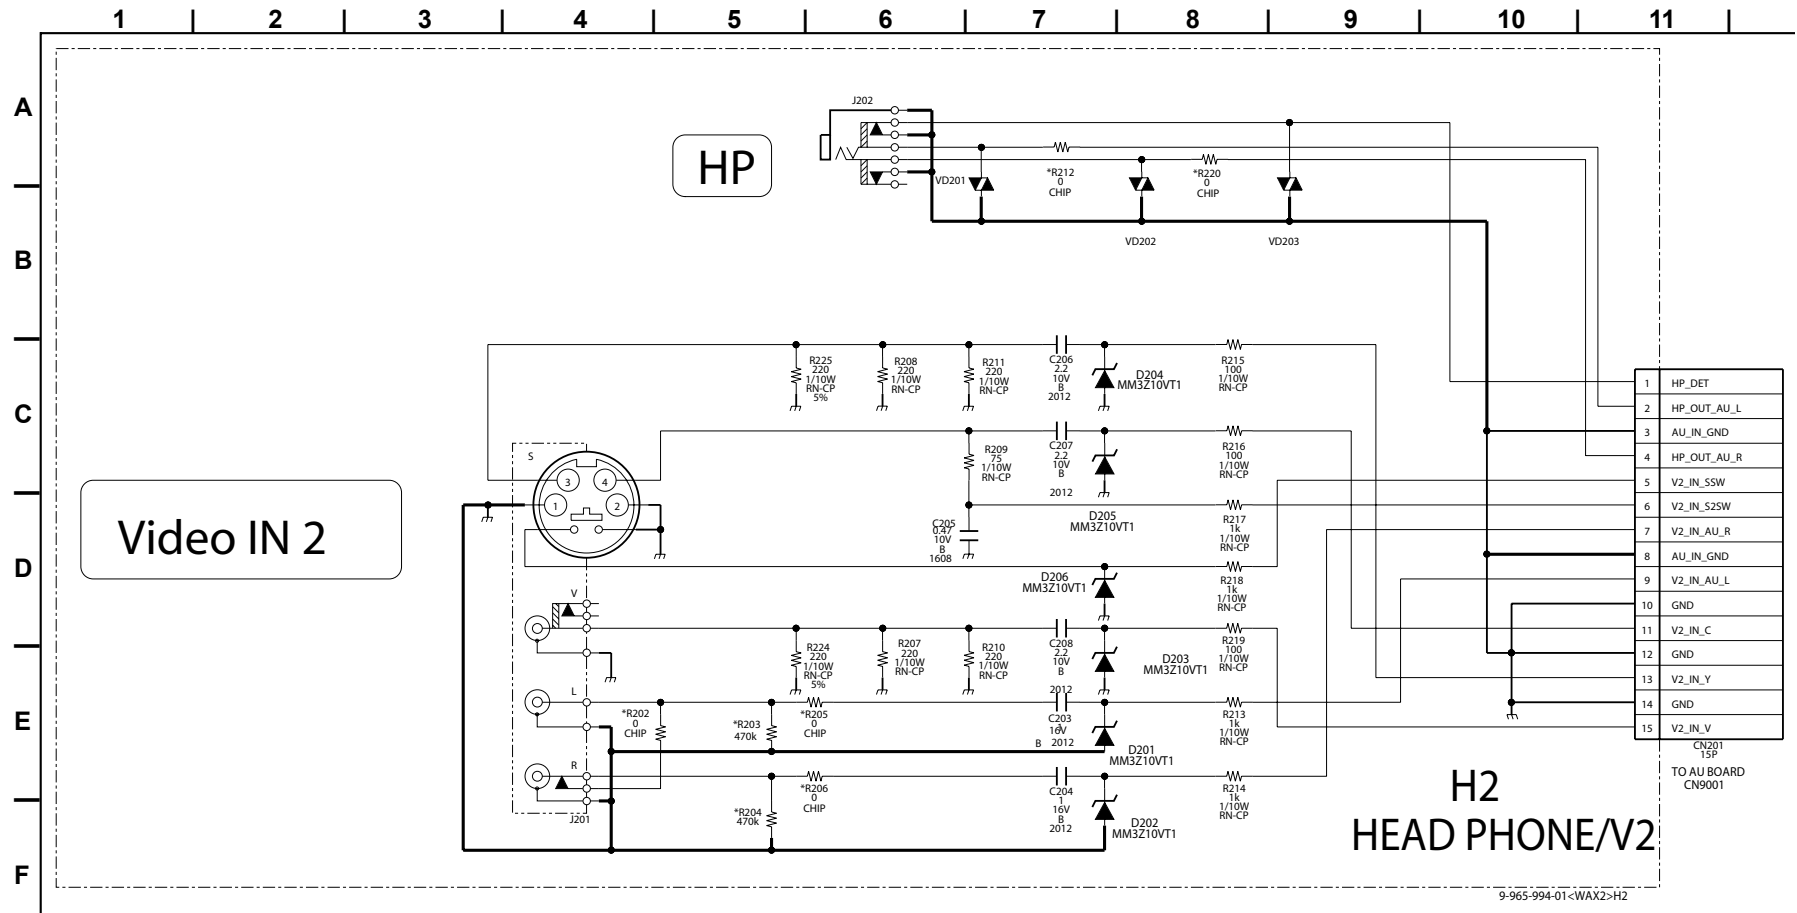 1 2 3 4 5 6 7 8 9 10 11
A
B
C
D
E
F
J202
HP
VD201
*R212
0
CHIP
*R220
0
CHIP
VD202
VD203
R225
220
1/10W
RN-CP
5%
R208
220
1/10W
RN-CP
R211
220
1/10W
RN-CP
C206
2.2
10V
B
2012
D204
MM3Z10VT1
R215
100
1/10W
RN-CP
S
3
4
1
2
R209
75
1/10W
RN-CP
C207
2.2
10V
B
2012
D205
MM3Z10VT1
R216
100
1/10W
RN-CP
Video IN 2
C205
0.47
10V
B
1608
R217
1k
1/10W
RN-CP
D206
MM3Z10VT1
R218
1k
1/10W
RN-CP
V
R224
220
1/10W
RN-CP
5%
R207
220
1/10W
RN-CP
R210
220
1/10W
RN-CP
C208
2.2
10V
B
2012
D203
MM3Z10VT1
R219
100
1/10W
RN-CP
L
*R202
0
CHIP
*R203
470k
*R205
0
CHIP
C203
1
16V
B 2012
D201
MM3Z10VT1
R213
1k
1/10W
RN-CP
R
J201
*R204
470k
*R206
0
CHIP
C204
1
16V
B
2012
D202
MM3Z10VT1
R214
1k
1/10W
RN-CP
1 HP_DET
2 HP_OUT_AU_L
3 AU_IN_GND
4 HP_OUT_AU_R
5 V2_IN_SSW
6 V2_IN_S2SW
7 V2_IN_AU_R
8 AU_IN_GND
9 V2_IN_AU_L
10 GND
11 V2_IN_C
12 GND
13 V2_IN_Y
14 GND
15 V2_IN_V
CN201
15P
TO AU BOARD
CN9001
H2
HEAD PHONE/V2
9-965-994-01<WAX2>H2